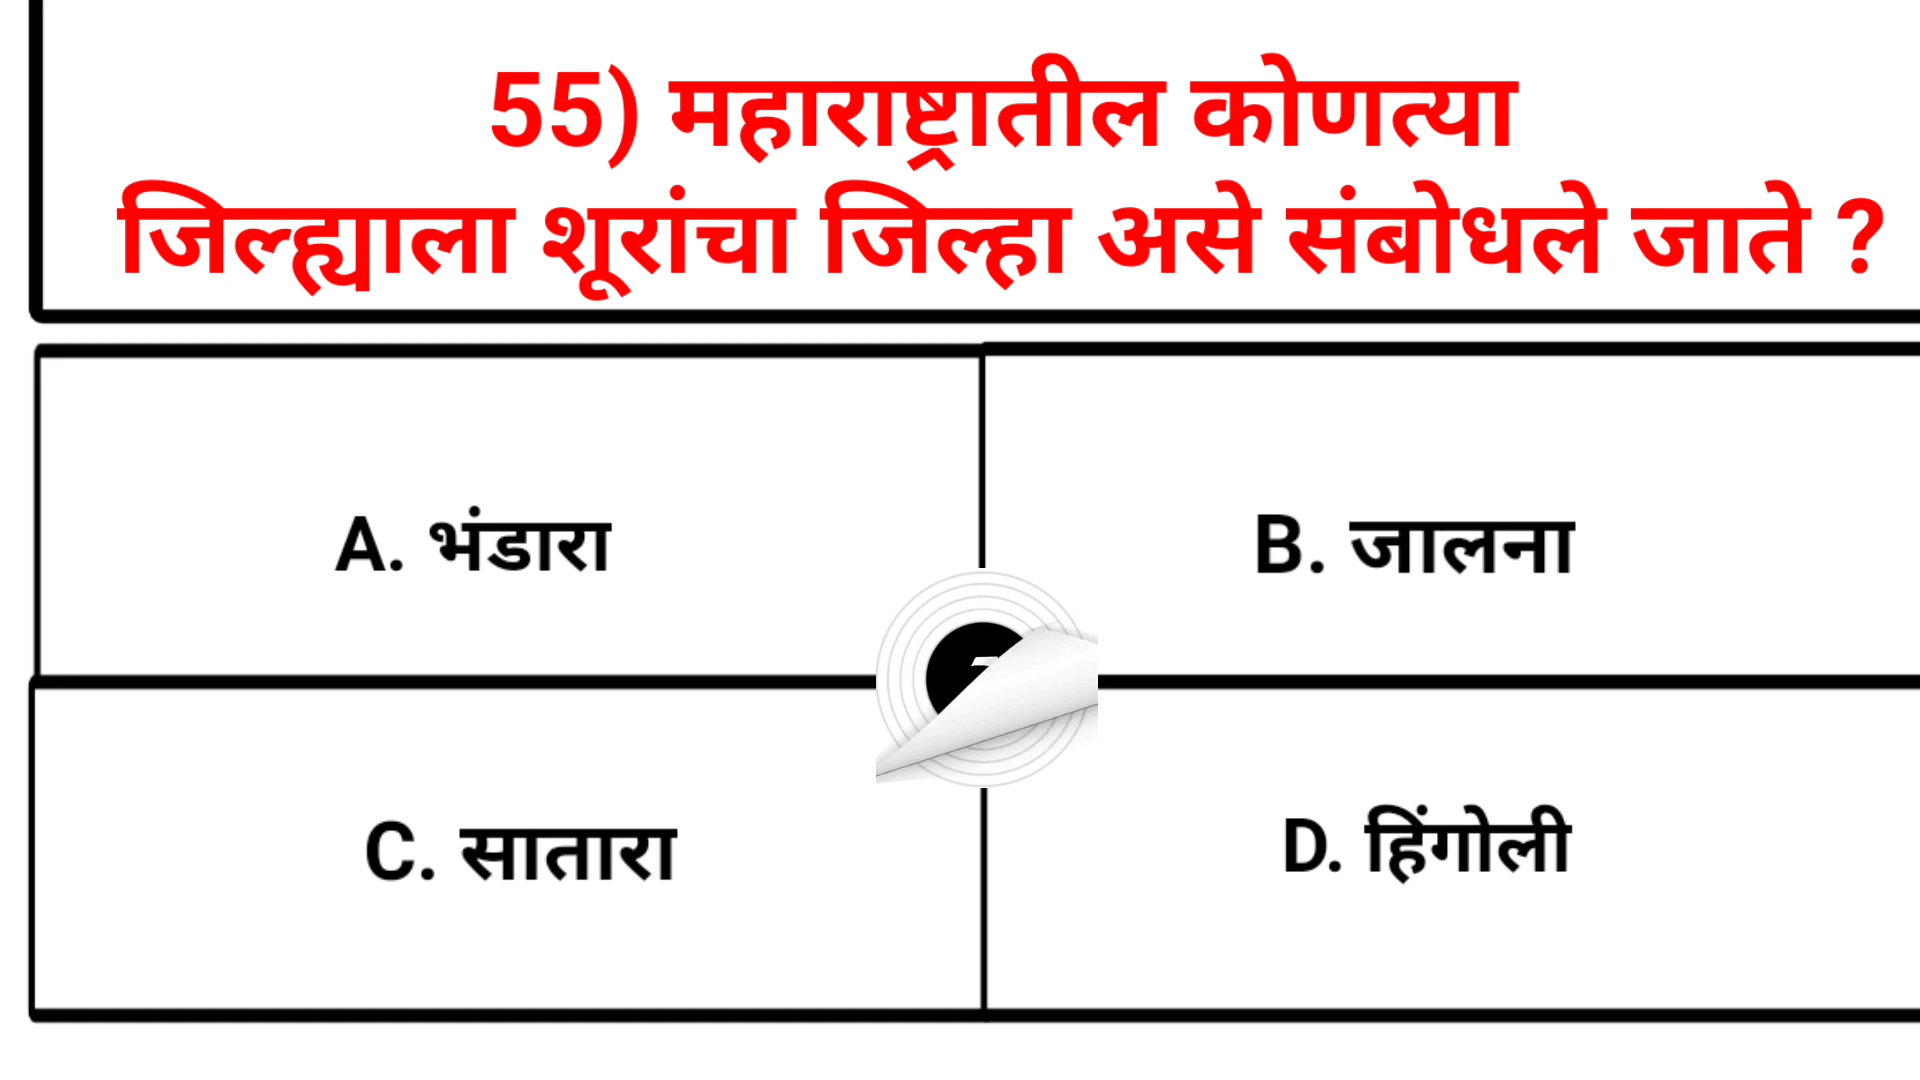 55) महाराष्ट्रातील कोणत्या
जिल्ह्याला शूरांचा जिल्हा असे संबोधले जाते ?
A. भंडारा
B. जालना
C. सातारा
D. हिंगोली